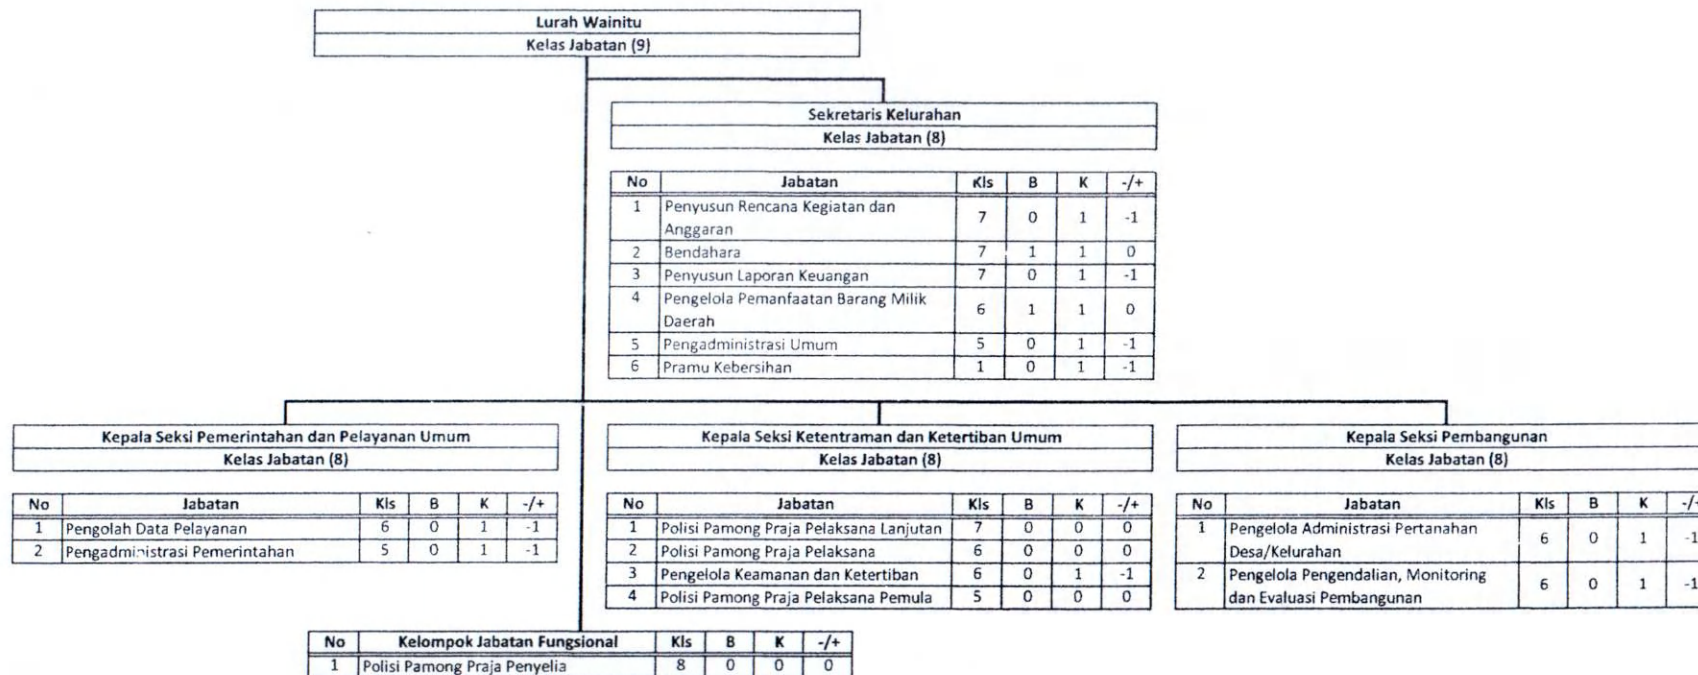 Lurah Wainitu
Kelas Jabatan (9)
Sekretaris Kelurahan
Kelas Jabatan (8)
No Jabatan Kls B K -/+
1 Penyusun Rencana Kegiatan dan
Anggaran 7 0 1 -1
2 Bendahara 7 1 1 0
3 Penyusun Laporan Keuangan 7 0 1 -1
4 Pengelola Pemanfaatan Barang Milik
Daerah 6 1 1 0
5 Pengadministrasi Umum 5 0 1 -1
6 Pramu Kebersihan 1 0 1 -1
Kepala Seksi Pemerintahan dan Pelayanan Umum
Kelas Jabatan (8)
No Jabatan Kls B K -/+
1 Pengolah Data Pelayanan 6 0 1 -1
2 Pengadministrasi Pemerintahan 5 0 1 -1
Kepala Seksi Ketentraman dan Ketertiban Umum
Kelas Jabatan (8)
No Jabatan Kls B K -/+
1 Polisi Pamong Praja Pelaksana Lanjutan 7 0 0 0
2 Polisi Pamong Praja Pelaksana 6 0 0 0
3 Pengelola Keamanan dan Ketertiban 6 0 1 -1
4 Polisi Pamong Praja Pelaksana Pemula 5 0 0 0
Kepala Seksi Pembangunan
Kelas Jabatan (8)
No Jabatan Kls B K -/+
1 Pengelola Administrasi Pertanahan
Desa/Kelurahan 6 0 1 -1
2 Pengelola Pengendalian, Monitoring
dan Evaluasi Pembangunan 6 0 1 -1
No Kelompok Jabatan Fungsional Kls B K -/+
1 Polisi Pamong Praja Penyelia 8 0 0 0